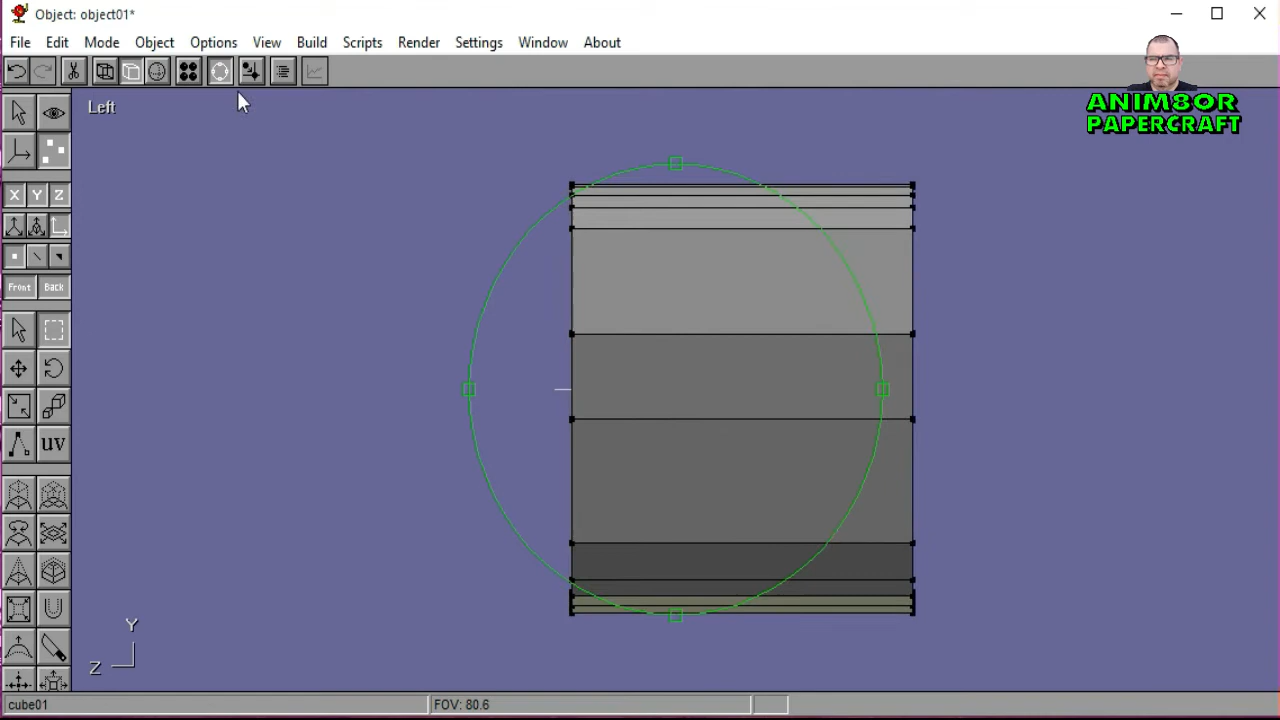 Object: object01*
File Edit Mode Object Options View Build Scripts Render Settings Window About
Left
ANIM8OR
PAPERCRAFT
X Y Z
Front Back
uv
Y
Z
cube01 FOV: 80.6